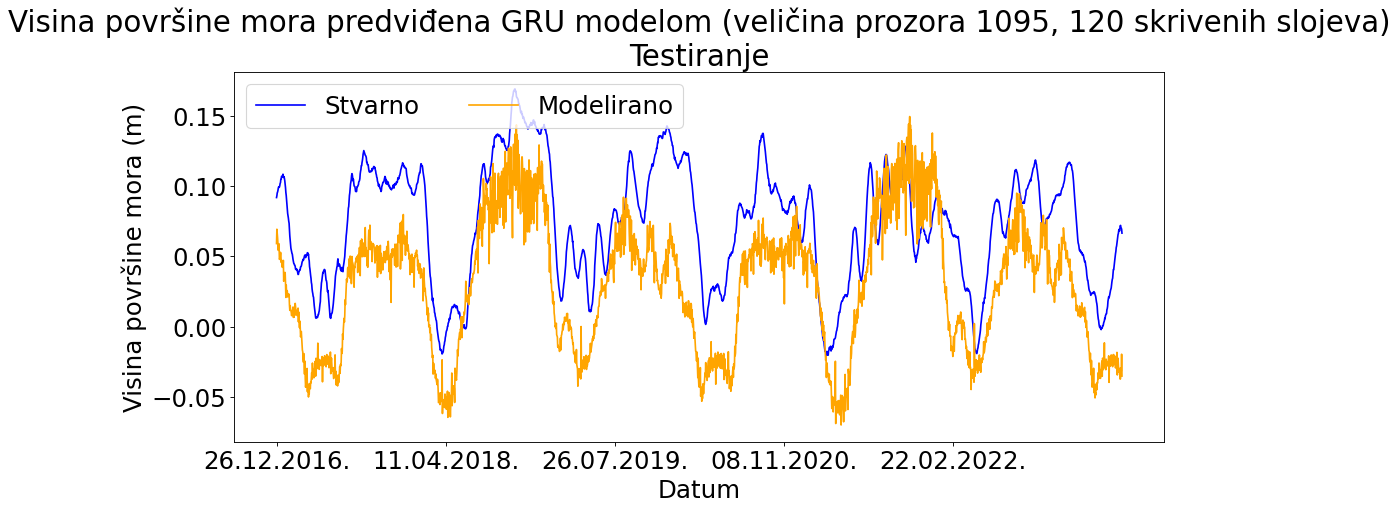 Visina površine mora predviđena GRU modelom (veličina prozora 1095, 120 skrivenih slojeva)
Testiranje
Stvarno
Modelirano
Visina površine mora (m)
0.15
0.10
0.05
0.00
−0.05
26.12.2016.
11.04.2018.
26.07.2019.
08.11.2020.
22.02.2022.
Datum